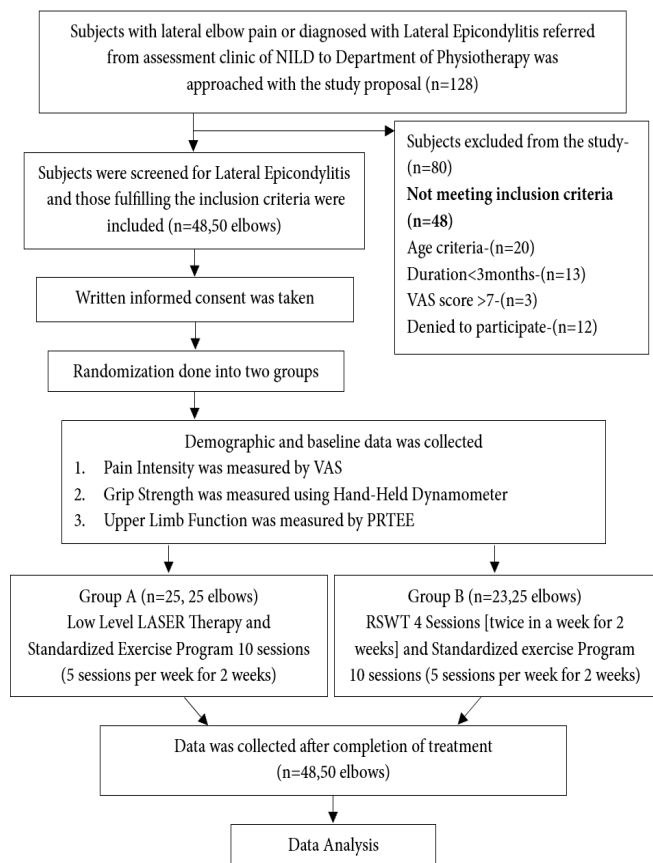 Subjects with lateral elbow pain or diagnosed with Lateral Epicondylitis referred
from assessment clinic of NILD to Department of Physiotherapy was
approached with the study proposal (n=128)
Subjects excluded from the study-
(n=80)
Not meeting inclusion criteria
(n=48)
Age criteria-(n=20)
Duration<3months-(n=13)
VAS score >7-(n=3)
Denied to participate-(n=12)
Subjects were screened for Lateral Epicondylitis
and those fulfilling the inclusion criteria were
included (n=48,50 elbows)
Written informed consent was taken
Randomization done into two groups
Demographic and baseline data was collected
1. Pain Intensity was measured by VAS
2. Grip Strength was measured using Hand-Held Dynamometer
3. Upper Limb Function was measured by PRTEE
Group A (n=25, 25 elbows)
Low Level LASER Therapy and
Standardized Exercise Program 10 sessions
(5 sessions per week for 2 weeks)
Group B (n=23,25 elbows)
RSWT 4 Sessions [twice in a week for 2
weeks] and Standardized exercise Program
10 sessions (5 sessions per week for 2 weeks)
Data was collected after completion of treatment
(n=48,50 elbows)
Data Analysis